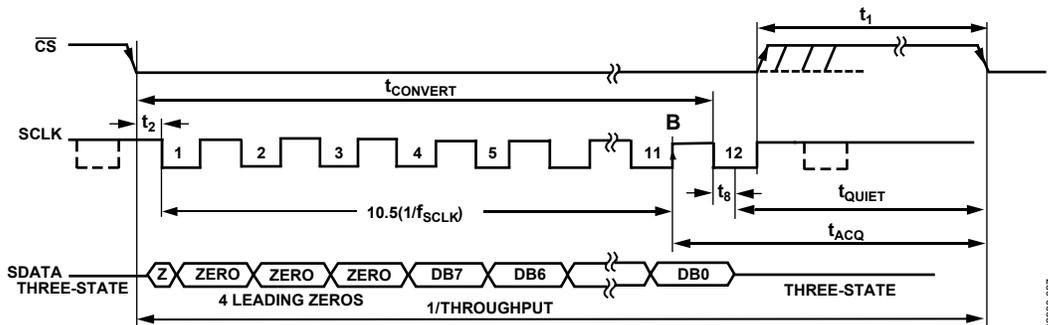 t1
CS
tCONVERT
t2
B
SCLK
1 2 3 4 5 11 12
t8
tQUIET
10.5(1/fSCLK)
tACQ
SDATA
Z ZERO ZERO ZERO DB7 DB6 DB0
THREE-STATE
THREE-STATE
4 LEADING ZEROS
1/THROUGHPUT